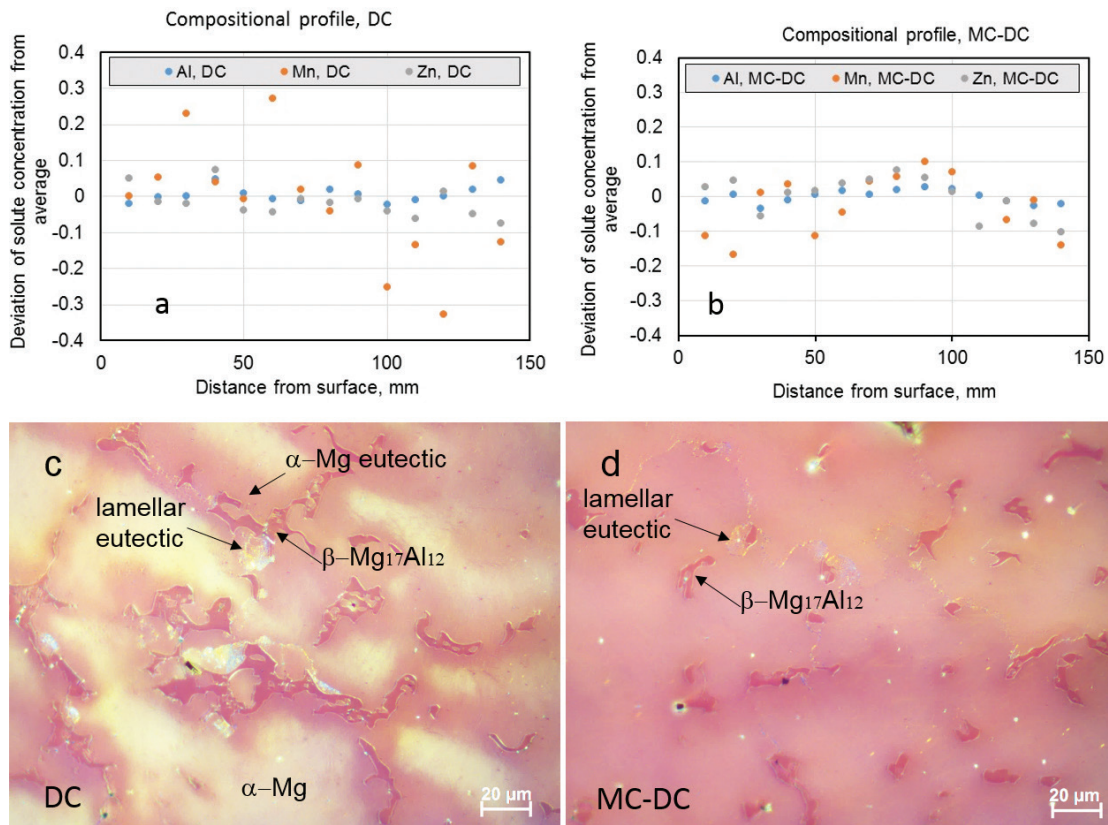 Compositional profile, DC
Deviation of solute concentration from
average
0.4
0.3
0.2
0.1
0
-0.1
-0.2
-0.3
-0.4
Al, DC Mn, DC Zn, DC
a
0 50 100 150
Distance from surface, mm
Compositional profile, MC-DC
Deviation of solute concentration from
average
0.4
0.3
0.2
0.1
0
-0.1
-0.2
-0.3
-0.4
Al, MC-DC Mn, MC-DC Zn, MC-DC
b
0 50 100 150
Distance from surface, mm
c
α–Mg eutectic
lamellar
eutectic
β–Mg17Al12
α–Mg
DC
20 µm
d
lamellar
eutectic
β–Mg17Al12
MC-DC
20 µm